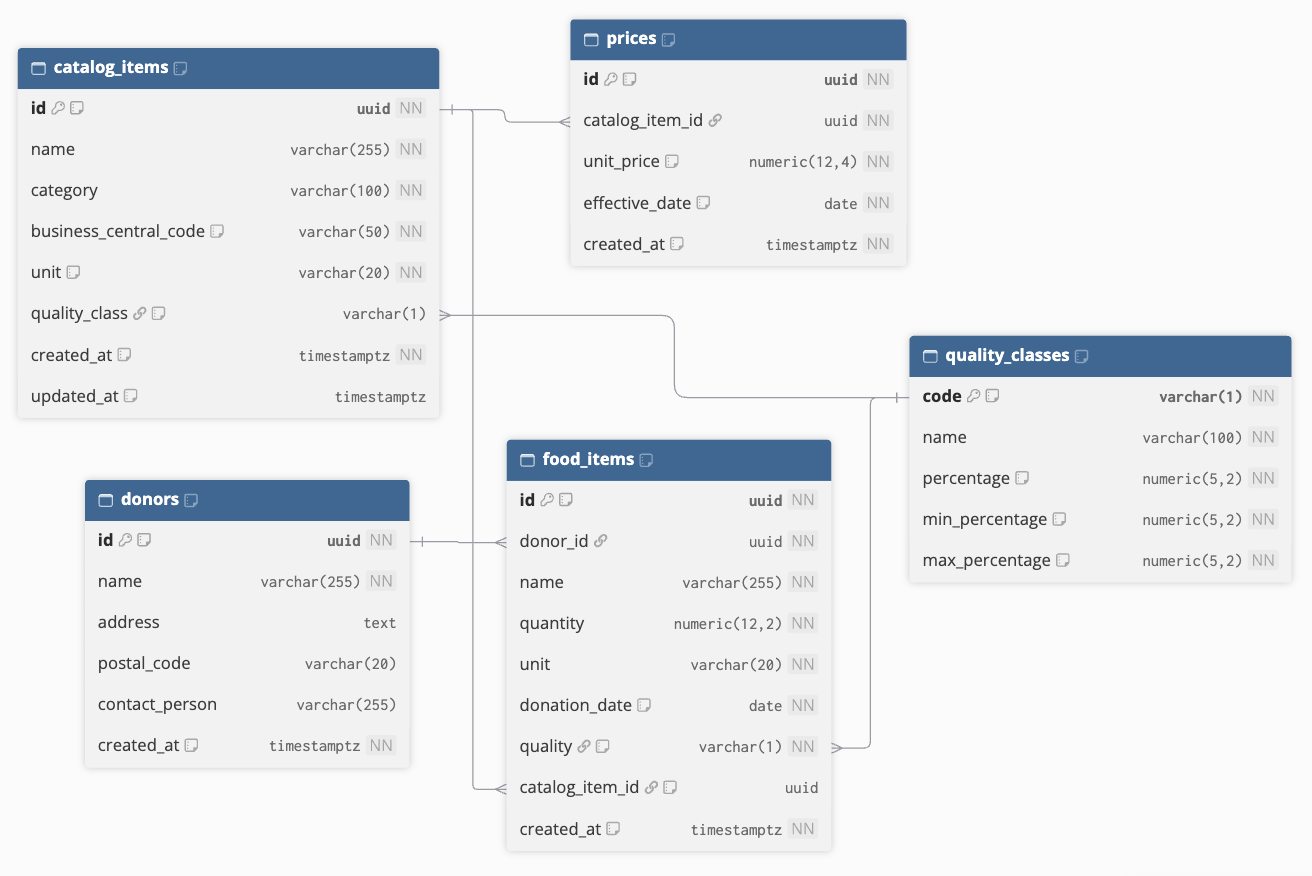 catalog_items
id uuid NN
name varchar(255) NN
category varchar(100) NN
business_central_code varchar(50) NN
unit varchar(20) NN
quality_class varchar(1)
created_at timestamptz NN
updated_at timestamptz
prices
id uuid NN
catalog_item_id uuid NN
unit_price numeric(12,4) NN
effective_date date NN
created_at timestamptz NN
quality_classes
code varchar(1) NN
name varchar(100) NN
percentage numeric(5,2) NN
min_percentage numeric(5,2) NN
max_percentage numeric(5,2) NN
donors
id uuid NN
name varchar(255) NN
address text
postal_code varchar(20)
contact_person varchar(255)
created_at timestamptz NN
food_items
id uuid NN
donor_id uuid NN
name varchar(255) NN
quantity numeric(12,2) NN
unit varchar(20) NN
donation_date date NN
quality varchar(1) NN
catalog_item_id uuid
created_at timestamptz NN